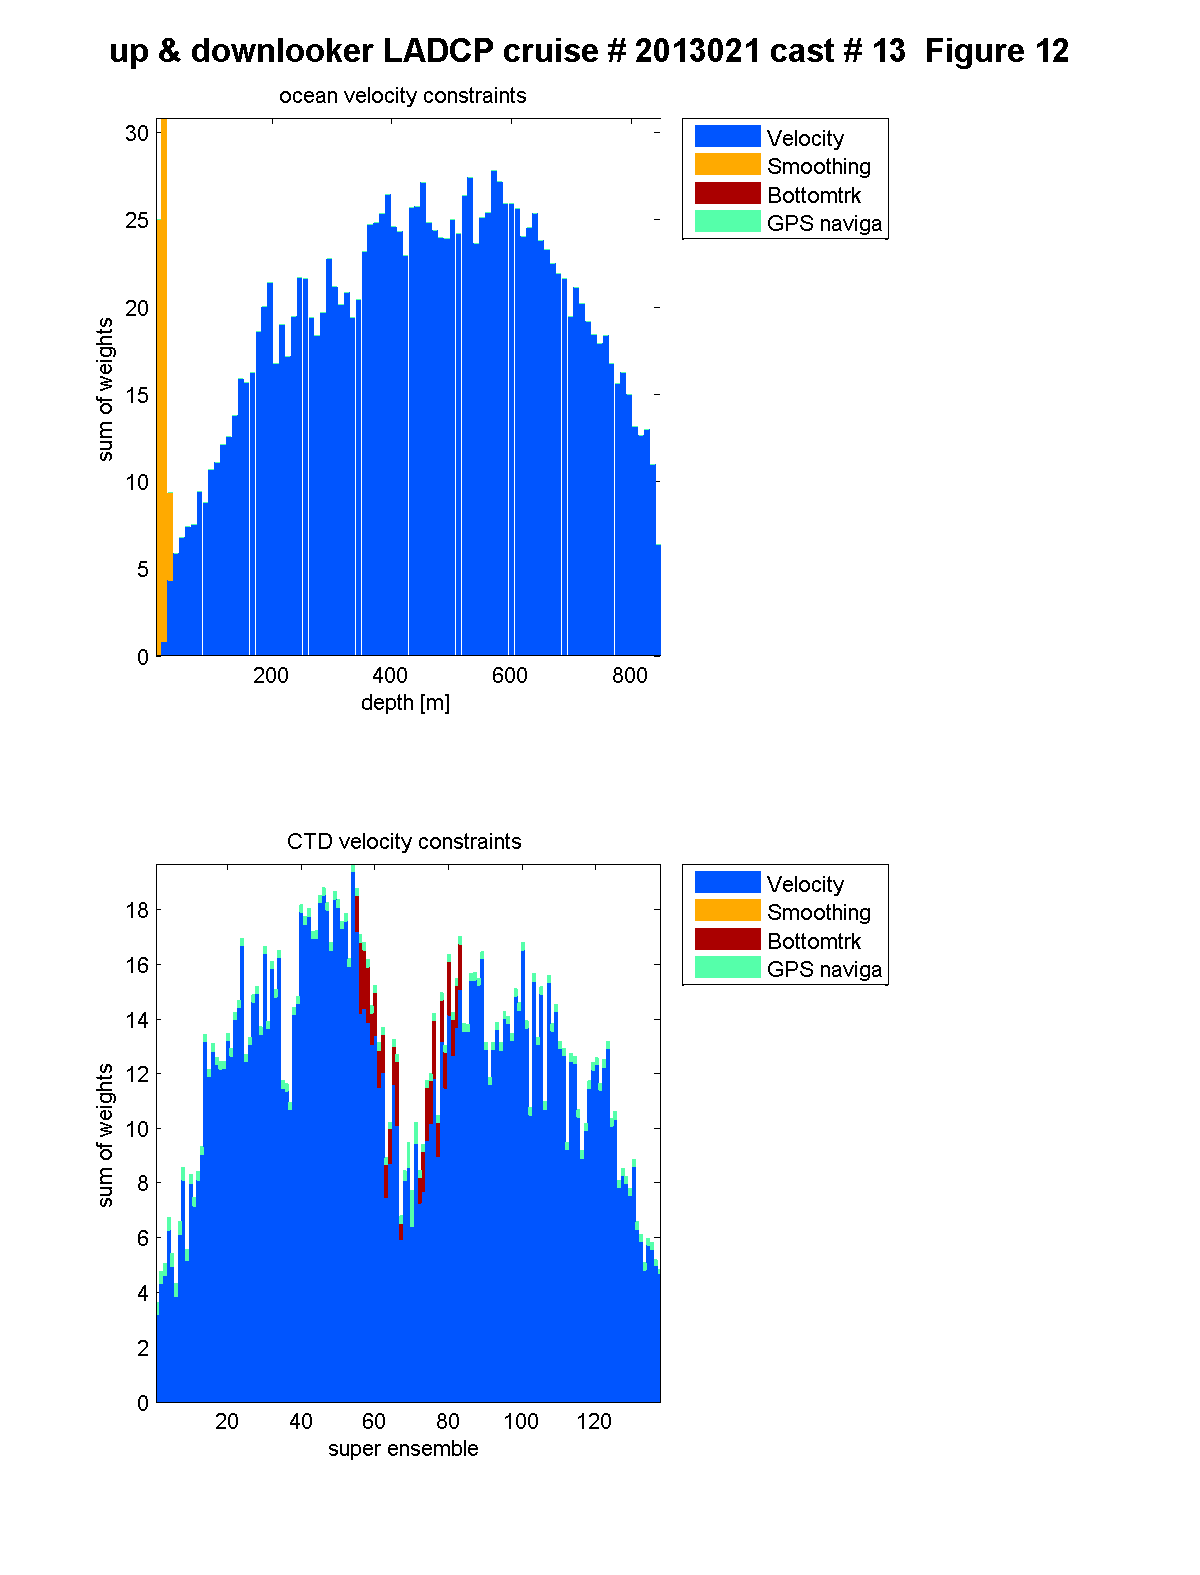 up & downlooker LADCP cruise # 2013021 cast # 13  Figure 12
ocean velocity constraints
30
25
20
15
10
5
0
sum of weights
200 400 600 800
depth [m]
Velocity
Smoothing
Bottomtrk
GPS naviga
CTD velocity constraints
18
16
14
12
10
8
6
4
2
0
sum of weights
20 40 60 80 100 120
super ensemble
Velocity
Smoothing
Bottomtrk
GPS naviga